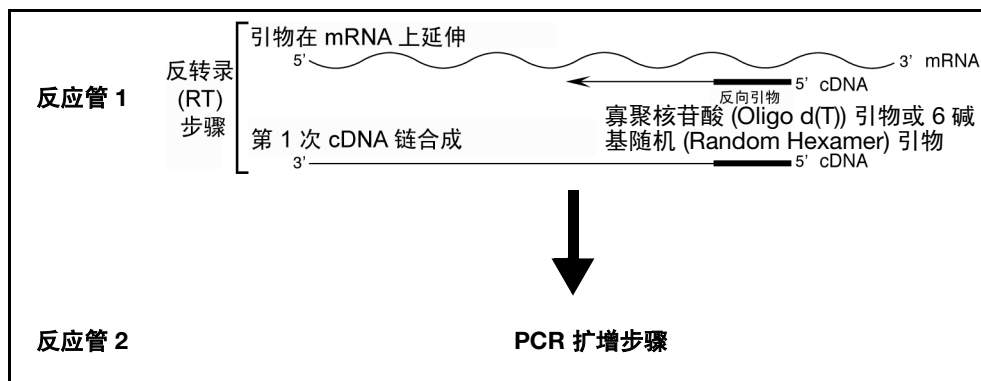 引物在 mRNA 上延伸
5’
3’ mRNA
反转录
(RT)
步骤
反应管 1
5’ cDNA
反向引物
寡聚核苷酸 (Oligo d(T)) 引物或 6 碱
基随机 (Random Hexamer) 引物
第 1 次 cDNA 链合成
3’
5’ cDNA
反应管 2
PCR 扩增步骤